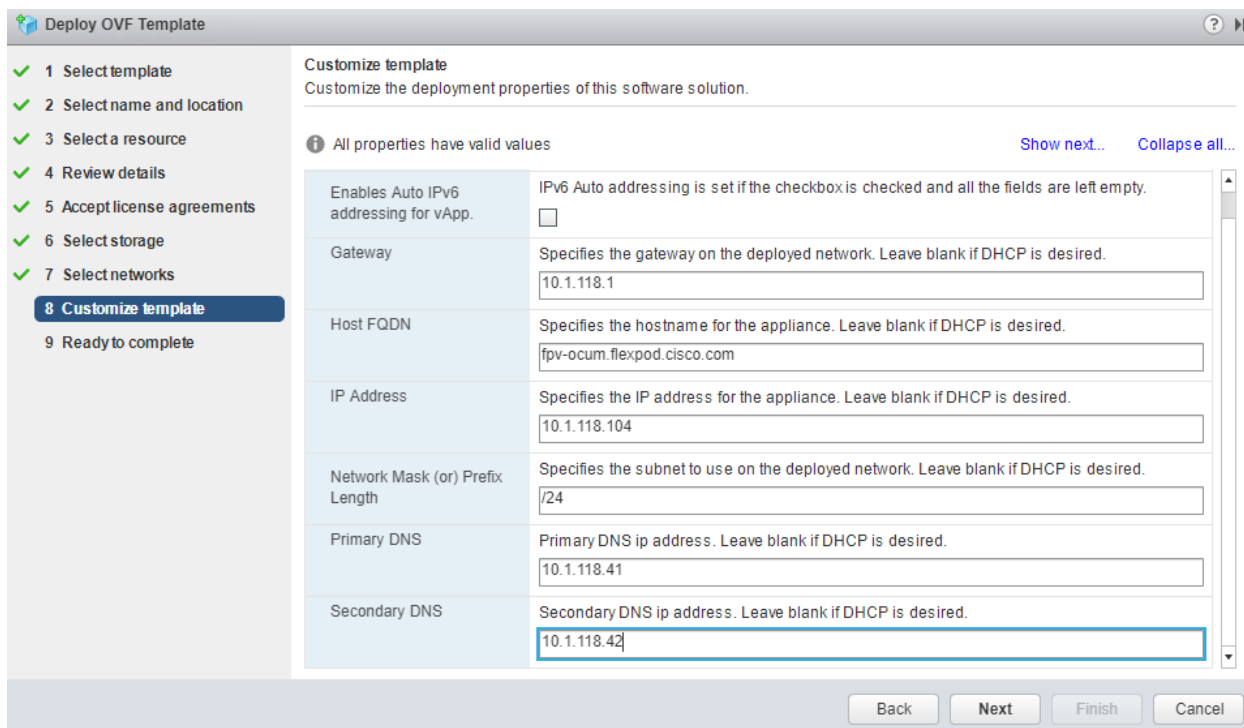 Deploy OVF Template
?
1 Select template
2 Select name and location
3 Select a resource
4 Review details
5 Accept license agreements
6 Select storage
7 Select networks
8 Customize template
9 Ready to complete
Customize template
Customize the deployment properties of this software solution.
All properties have valid values
Show next...
Collapse all...
Enables Auto IPv6
addressing for vApp.
IPv6 Auto addressing is set if the checkbox is checked and all the fields are left empty.
Gateway
Specifies the gateway on the deployed network. Leave blank if DHCP is desired.
10.1.118.1
Host FQDN
Specifies the hostname for the appliance. Leave blank if DHCP is desired.
fpv-ocum.flexpod.cisco.com
IP Address
Specifies the IP address for the appliance. Leave blank if DHCP is desired.
10.1.118.104
Network Mask (or) Prefix
Length
Specifies the subnet to use on the deployed network. Leave blank if DHCP is desired.
/24
Primary DNS
Primary DNS ip address. Leave blank if DHCP is desired.
10.1.118.41
Secondary DNS
Secondary DNS ip address. Leave blank if DHCP is desired.
10.1.118.42
Back
Next
Finish
Cancel